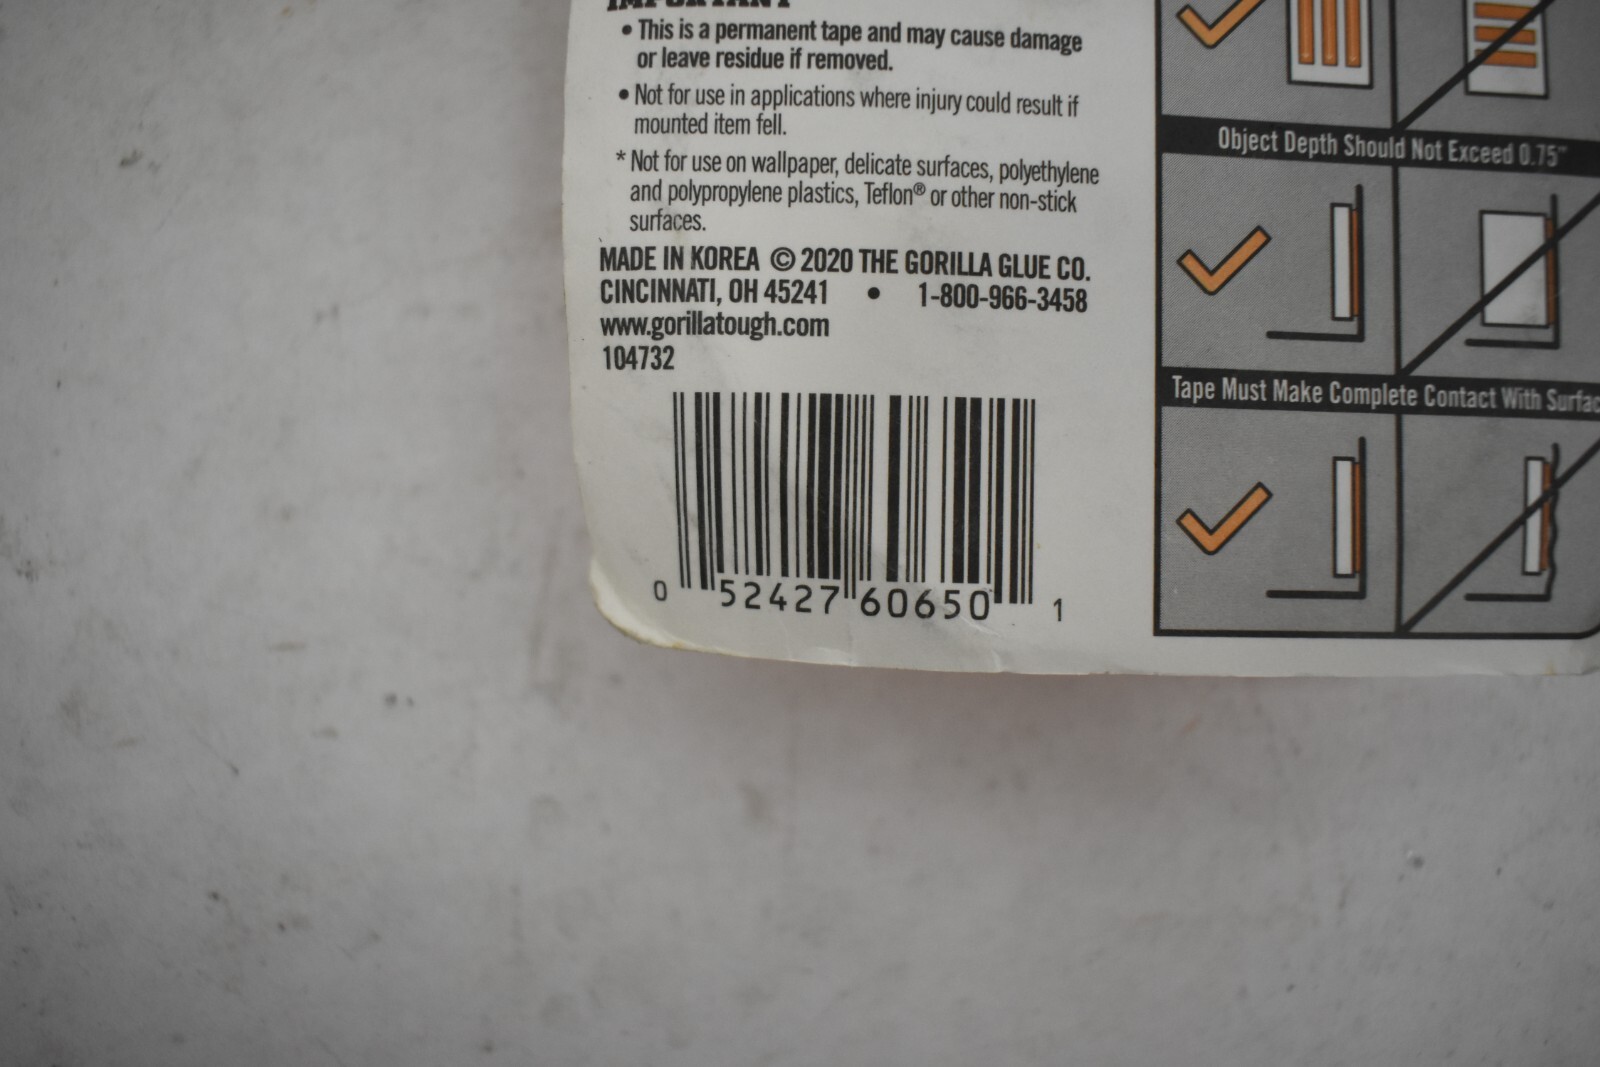 IMPORTANT
• This is a permanent tape and may cause damage
or leave residue if removed.
• Not for use in applications where injury could result if
mounted item fell.
* Not for use on wallpaper, delicate surfaces, polyethylene
and polypropylene plastics, Teflon® or other non-stick
surfaces.
MADE IN KOREA © 2020 THE GORILLA GLUE CO.
CINCINNATI, OH 45241 • 1-800-966-3458
www.gorillatough.com
104732
0 52427 60650 1
Object Depth Should Not Exceed 0.75"
Tape Must Make Complete Contact With Surfac